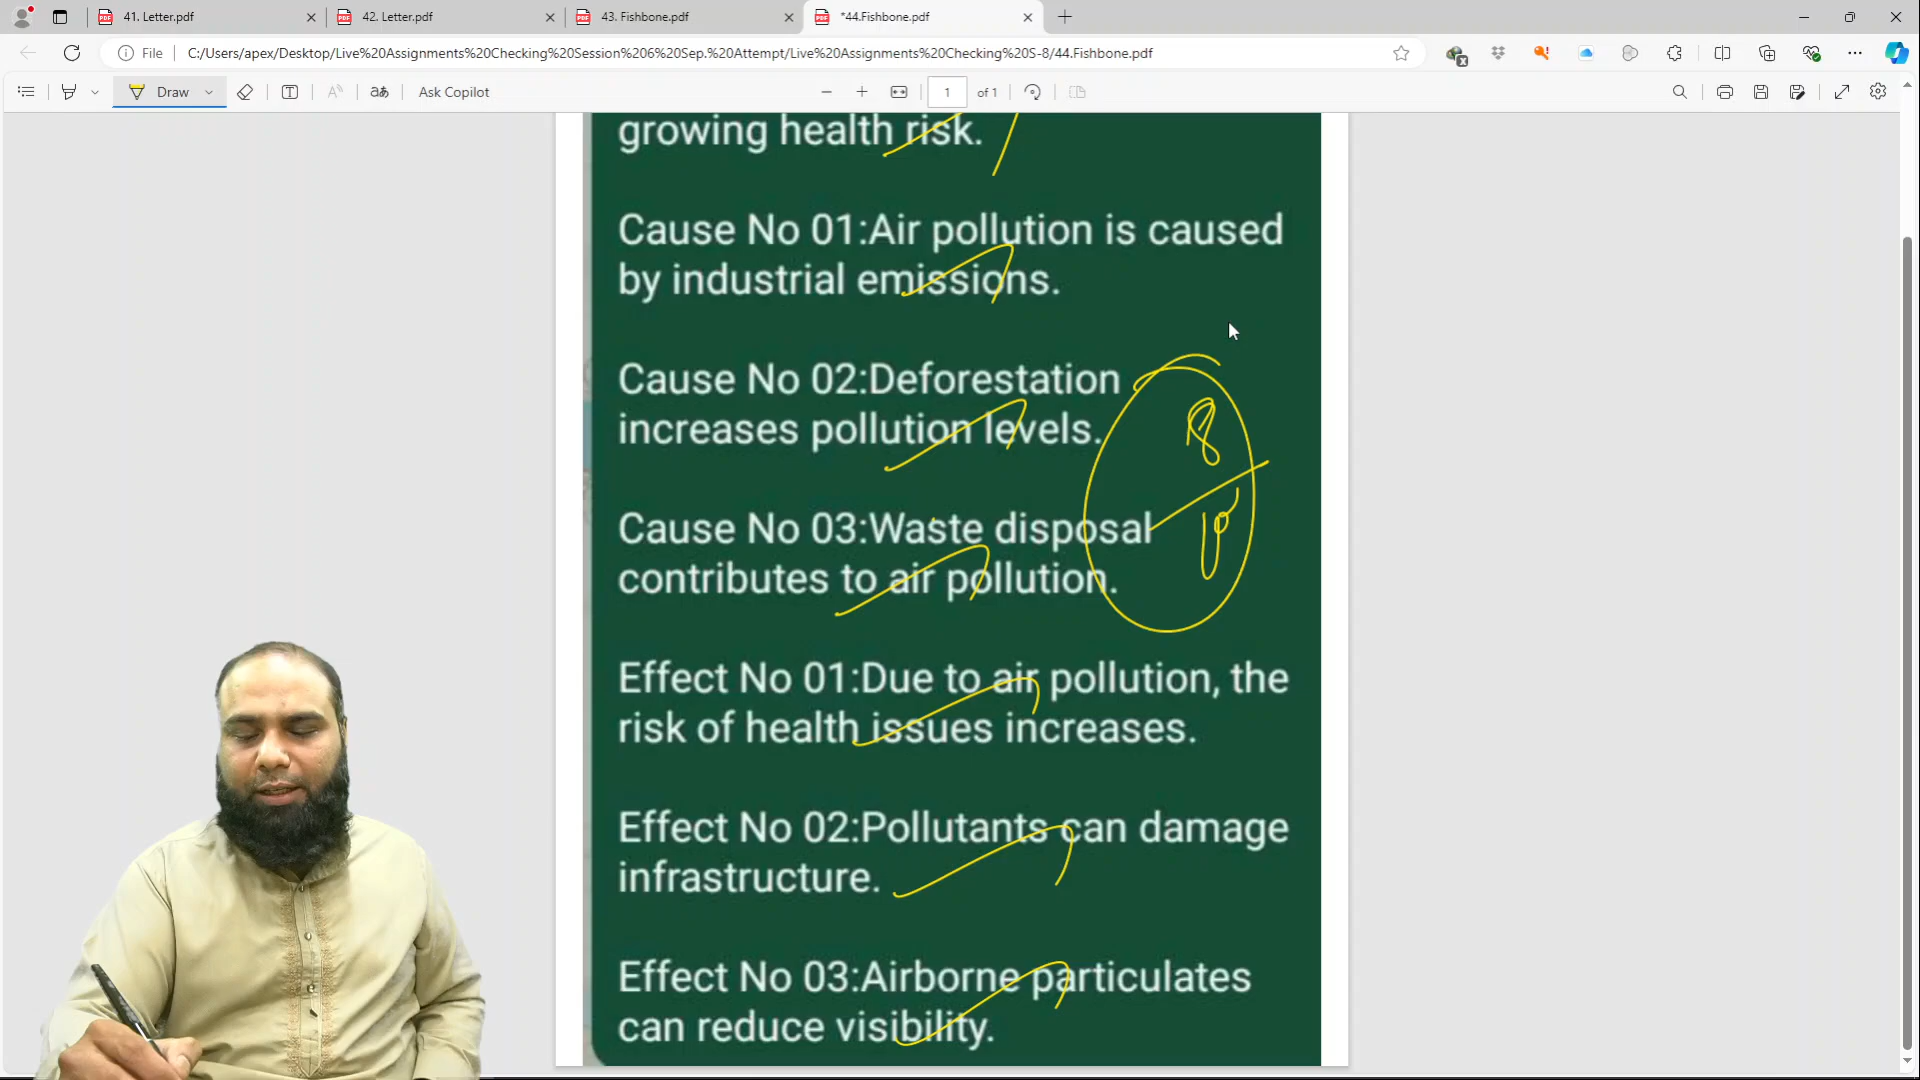 41. Letter.pdf
42. Letter.pdf
43. Fishbone.pdf
*44.Fishbone.pdf
File
C:/Users/apex/Desktop/Live%20Assignments%20Checking%20Session%206%20Sep.%20Attempt/Live%20Assignments%20Checking%20S-8/44.Fishbone.pdf
Draw
Ask Copilot
1
of 1
growing health risk.
Cause No 01:Air pollution is caused
by industrial emissions.
Cause No 02:Deforestation
increases pollution levels.
8
10
Cause No 03:Waste disposal
contributes to air pollution.
Effect No 01:Due to air pollution, the
risk of health issues increases.
Effect No 02:Pollutants can damage
infrastructure.
Effect No 03:Airborne particulates
can reduce visibility.